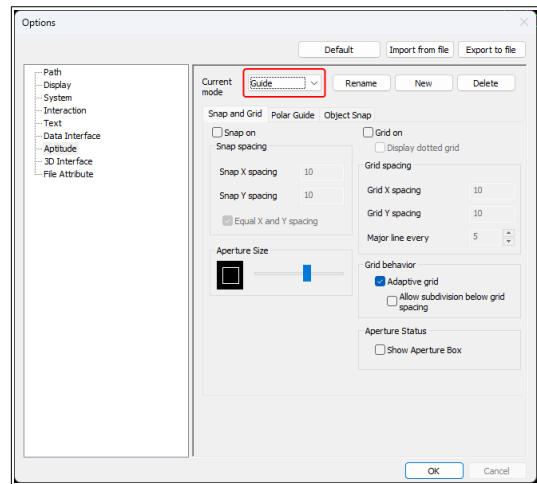 Options
Default Import from file Export to file
Path
Display
System
Interaction
Text
Data Interface
Aptitude
3D Interface
File Attribute
Current
mode
Guide Rename New Delete
Snap and Grid Polar Guide Object Snap
Snap on
Snap spacing
Snap X spacing 10
Snap Y spacing 10
Equal X and Y spacing
Aperture Size
Grid on
Display dotted grid
Grid spacing
Grid X spacing 10
Grid Y spacing 10
Major line every 5
Grid behavior
Adaptive grid
Allow subdivision below grid
spacing
Aperture Status
Show Aperture Box
OK Cancel